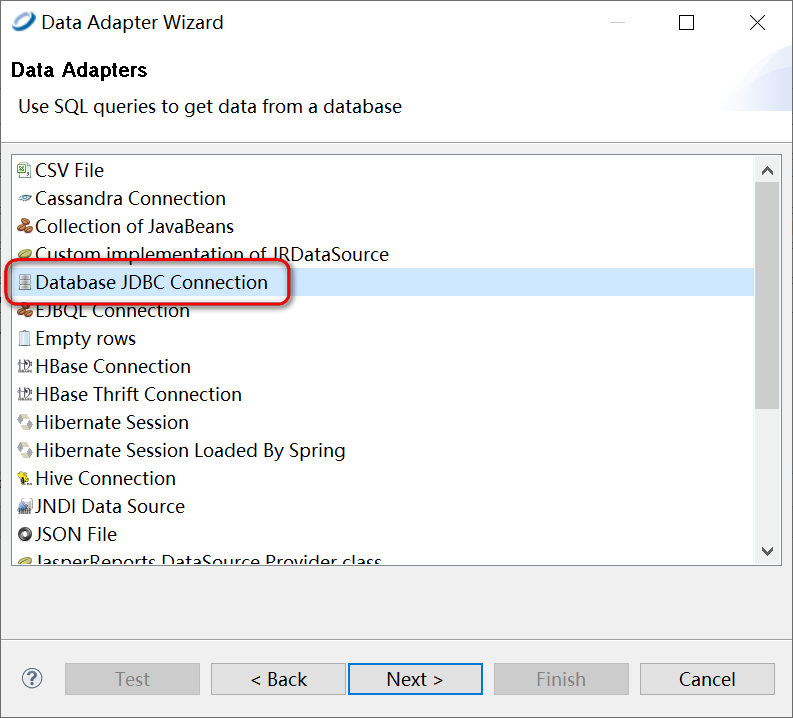 Data Adapter Wizard
Data Adapters
Use SQL queries to get data from a database
CSV File
Cassandra Connection
Collection of JavaBeans
Custom implementation of JRDataSource
Database JDBC Connection
EJBQL Connection
Empty rows
HBase Connection
HBase Thrift Connection
Hibernate Session
Hibernate Session Loaded By Spring
Hive Connection
JNDI Data Source
JSON File
JasperReports DataSource Provider class
? Test < Back Next > Finish Cancel